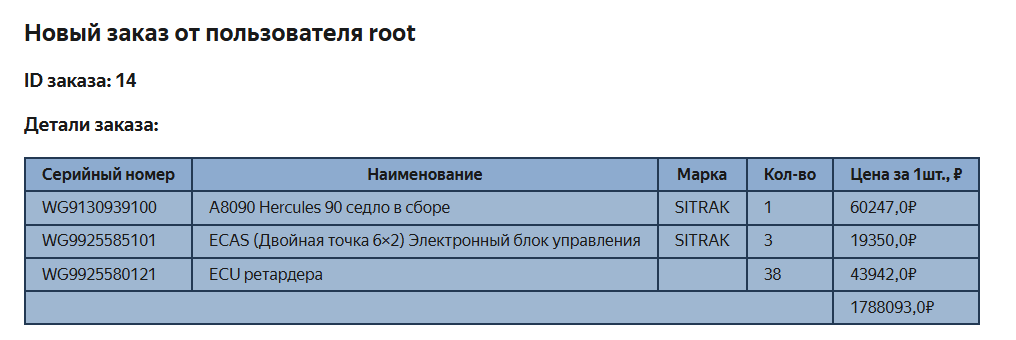 Новый заказ от пользователя root
ID заказа: 14
Детали заказа:
Серийный номер Наименование Марка Кол-во Цена за 1шт., ₽
WG9130939100 A8090 Hercules 90 седло в сборе SITRAK 1 60247,0₽
WG9925585101 ECAS (Двойная точка 6×2) Электронный блок управления SITRAK 3 19350,0₽
WG9925580121 ECU ретардера 38 43942,0₽
1788093,0₽